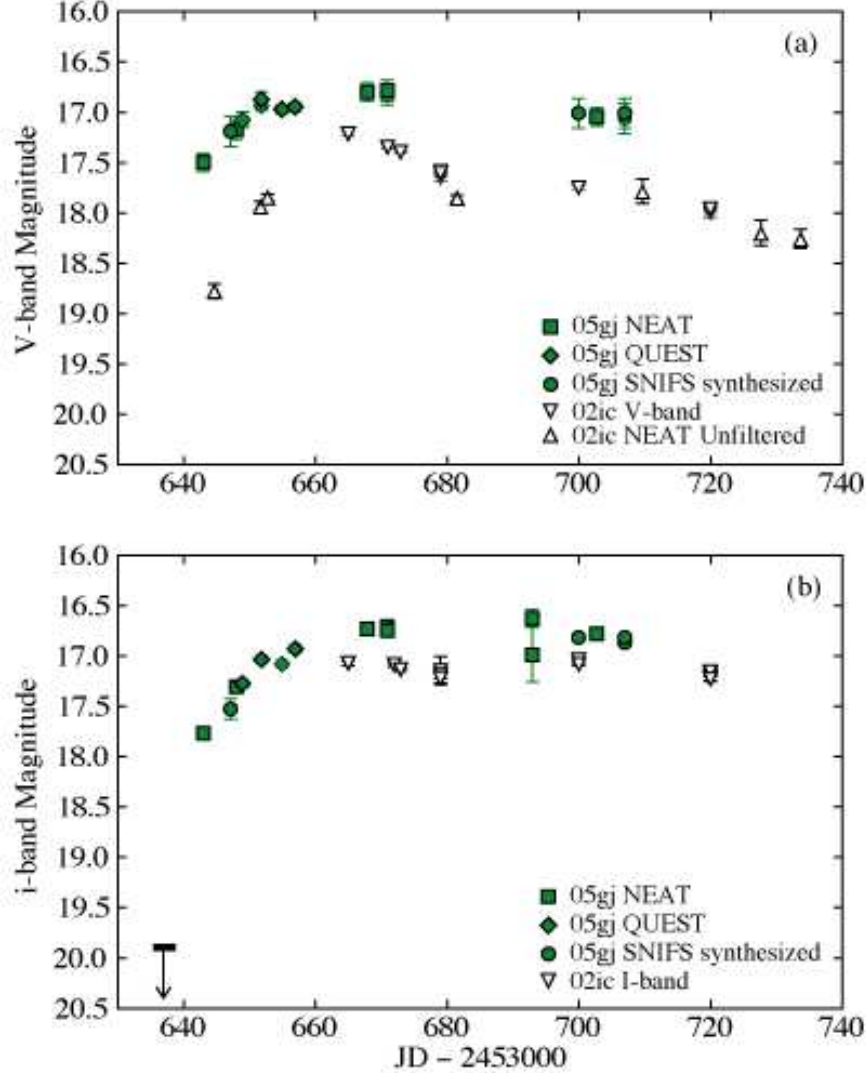 16.0
(a)
16.5
17.0
17.5
18.0
18.5
19.0
19.5
20.0
20.5
V-band Magnitude
05gj NEAT
05gj QUEST
05gj SNIFS synthesized
02ic V-band
02ic NEAT Unfiltered
640 660 680 700 720 740
16.0
(b)
16.5
17.0
17.5
18.0
18.5
19.0
19.5
20.0
20.5
i-band Magnitude
05gj NEAT
05gj QUEST
05gj SNIFS synthesized
02ic I-band
640 660 680 700 720 740
JD − 2453000